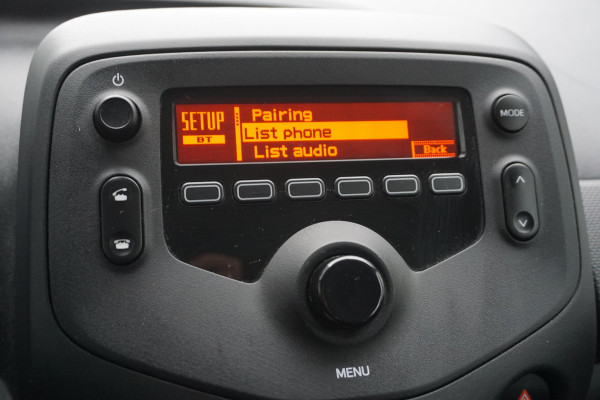 SETUP
BT
Pairing
List phone
List audio
Back
MODE
MENU